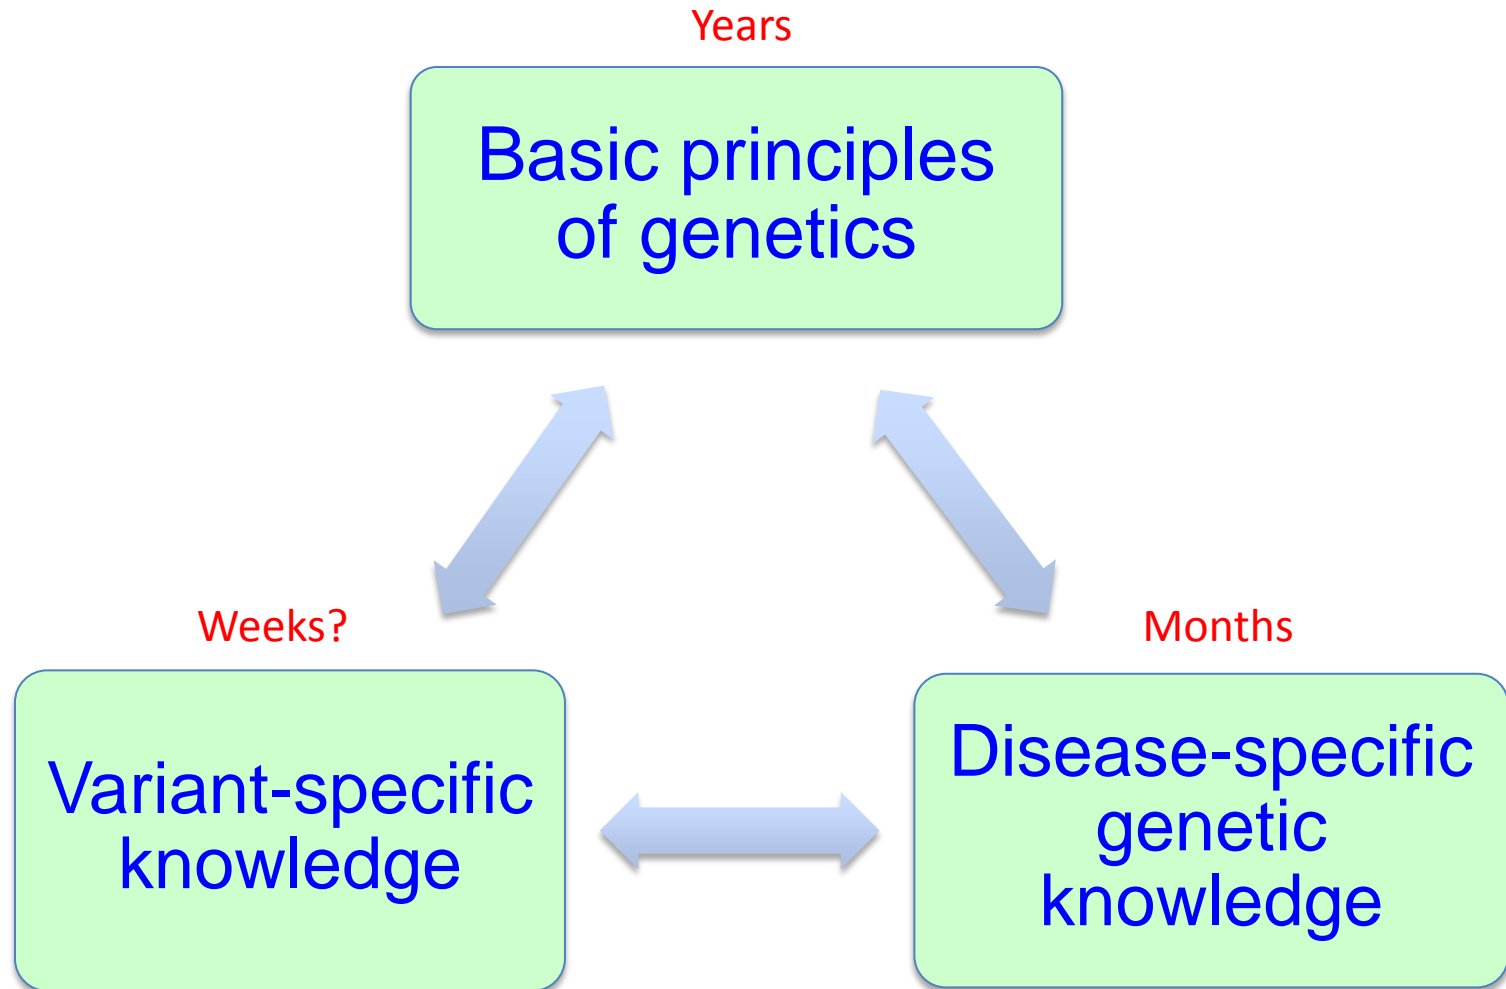 Years
Basic principles
of genetics
Weeks?
Months
Variant-specific
knowledge
Disease-specific
genetic
knowledge